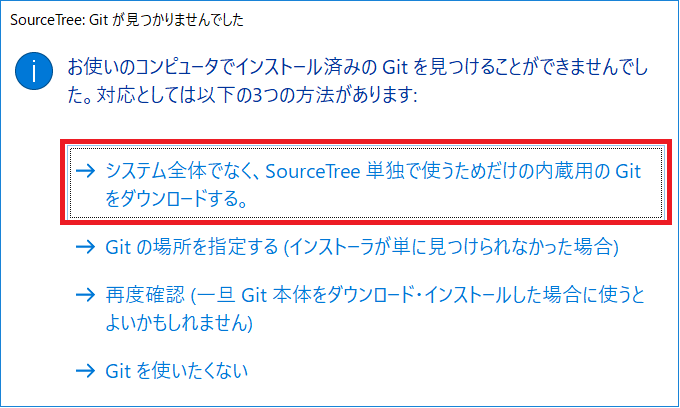 SourceTree: Git が見つかりませんでした
お使いのコンピュータでインストール済みの Git を見つけることができませんでし
た。対応としては以下の3つの方法があります:
システム全体でなく、SourceTree 単独で使うためだけの内蔵用の Git
をダウンロードする。
Git の場所を指定する (インストーラが単に見つけられなかった場合)
再度確認 (一旦 Git 本体をダウンロード・インストールした場合に使うと
よいかもしれません)
Git を使いたくない